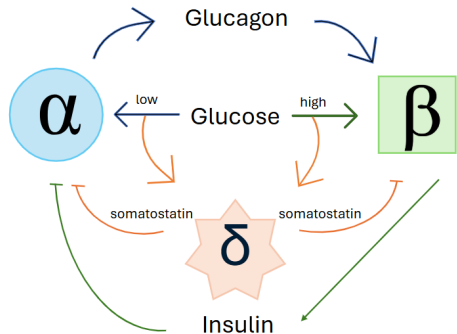 Glucagon
α
low
Glucose
high
β
somatostatin
somatostatin
δ
Insulin